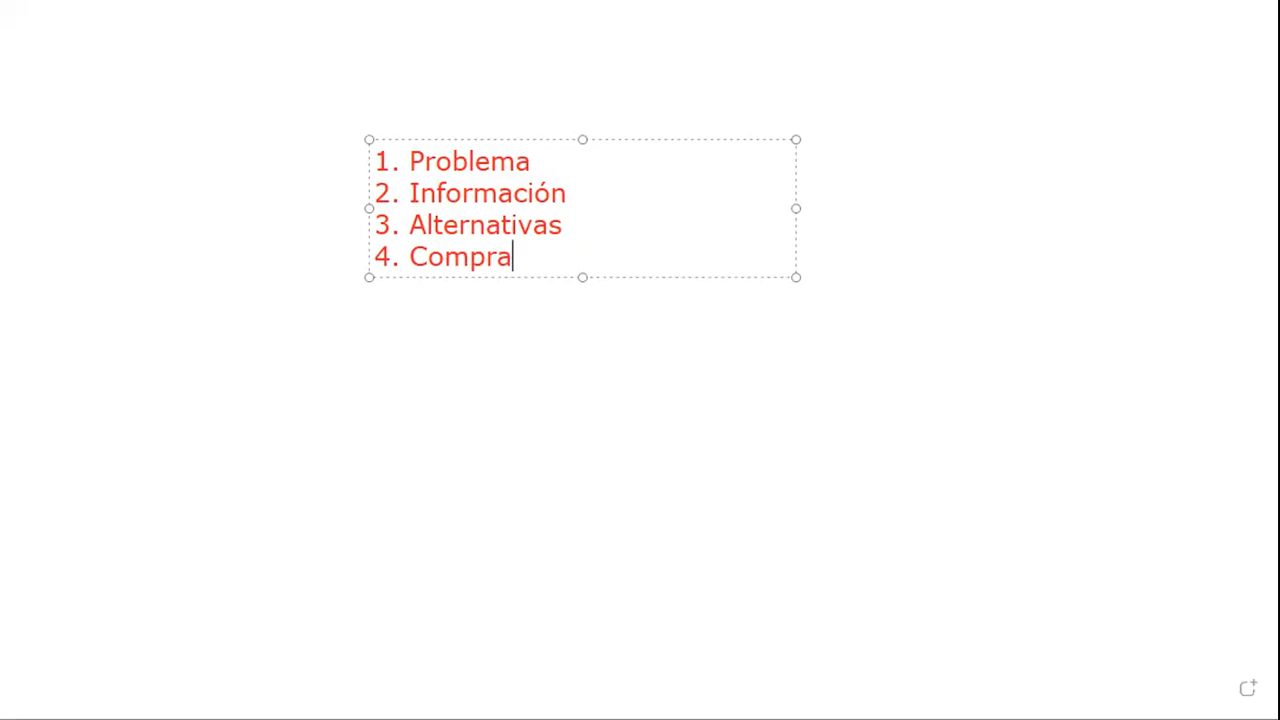 1. Problema
2. Información
3. Alternativas
4. Compra